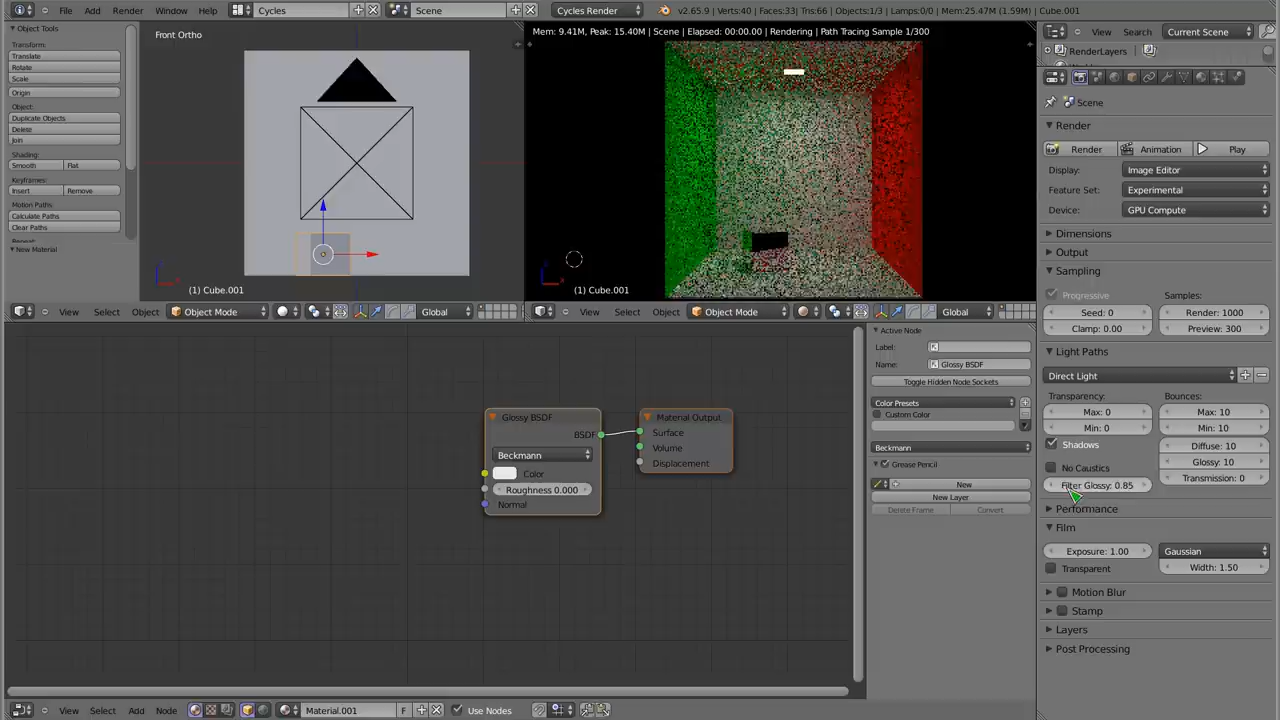 File Add Render Window Help Cycles Scene Cycles Render v2.65.9 | Verts:40 | Faces:33 | Tris:66 | Objects:1/3 | Lamps:0/0 | Mem:25.47M (1.59M) | Cube.001
Object Tools
Transform:
Translate
Rotate
Scale
Origin
Object:
Duplicate Objects
Delete
Join
Shading:
Smooth Flat
Keyframes:
Insert Remove
Motion Paths:
Calculate Paths
Clear Paths
Repeat:
New Material
Front Ortho
(1) Cube.001
Mem: 9.41M, Peak: 15.40M | Scene | Elapsed: 00:00.00 | Rendering | Path Tracing Sample 1/300
(1) Cube.001
View Select Object Object Mode Global
View Select Object Object Mode Global
Glossy BSDF
BSDF
Beckmann
Color
Roughness 0.000
Normal
Material Output
Surface
Volume
Displacement
Active Node
Label:
Name: Glossy BSDF
Toggle Hidden Node Sockets
Color Presets
Custom Color
Beckmann
Grease Pencil
New
New Layer
Delete Frame Convert
View Select Add Node Material.001 F Use Nodes
View Search Current Scene
RenderLayers
Scene
Render
Render Animation Play
Display: Image Editor
Feature Set: Experimental
Device: GPU Compute
Dimensions
Output
Sampling
Progressive Samples:
Seed: 0 Render: 1000
Clamp: 0.00 Preview: 300
Light Paths
Direct Light
Transparency: Bounces:
Max: 0 Max: 10
Min: 0 Min: 10
Shadows Diffuse: 10
No Caustics Glossy: 10
Filter Glossy: 0.85 Transmission: 0
Performance
Film
Exposure: 1.00 Gaussian
Transparent Width: 1.50
Motion Blur
Stamp
Layers
Post Processing